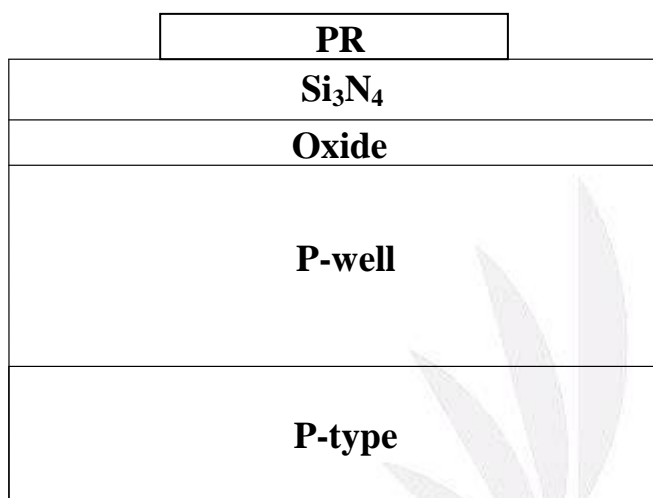 PR
Si₃N₄
Oxide
P-well
P-type